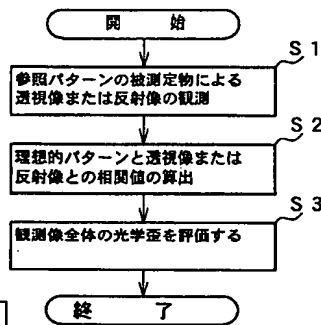 開 始
S1
参照パターンの被測定物による
透視像または反射像の観測
S2
理想的パターンと透視像または
反射像との相関値の算出
S3
観測像全体の光学歪を評価する
終 了